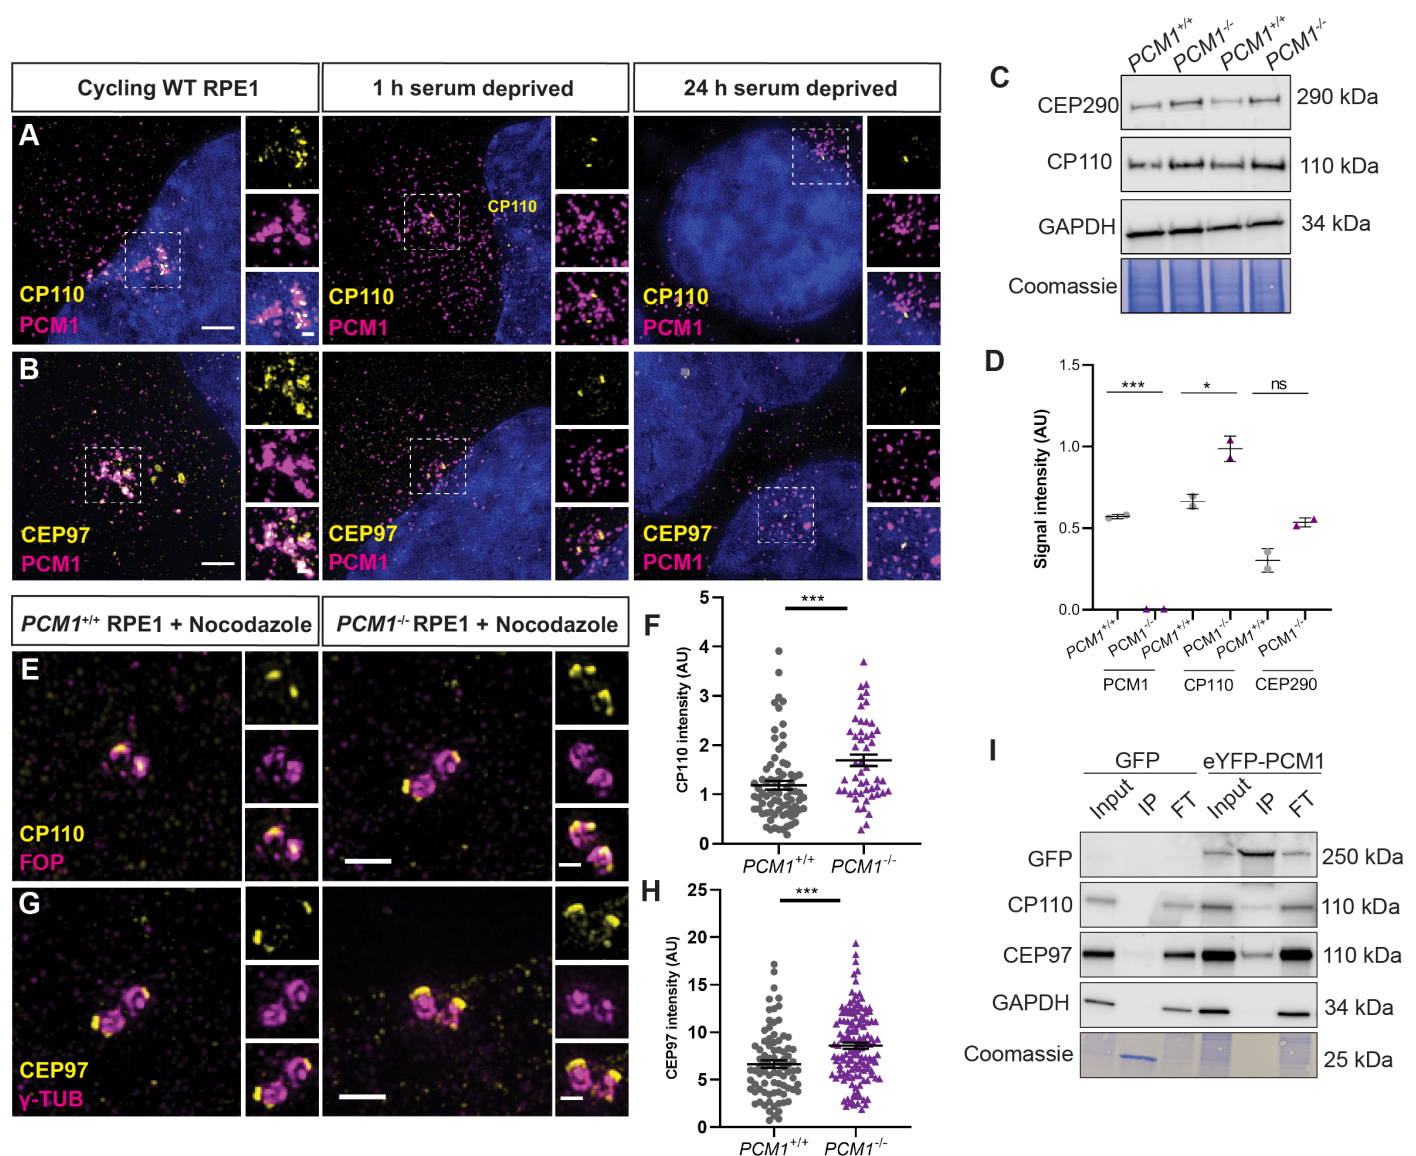 Cycling WT RPE1
1 h serum deprived
24 h serum deprived
A
CP110
PCM1
CP110
CP110
PCM1
CP110
PCM1
B
CEP97
PCM1
CEP97
PCM1
CEP97
PCM1
C
PCM1+/+ PCM1-/- PCM1+/+ PCM1-/-
CEP290 290 kDa
CP110 110 kDa
GAPDH 34 kDa
Coomassie
D
Signal intensity (AU)
1.5
1.0
0.5
0.0
*** * ns
PCM1+/+ PCM1-/- PCM1+/+ PCM1-/- PCM1+/+ PCM1-/-
PCM1 CP110 CEP290
PCM1+/+ RPE1 + Nocodazole
PCM1-/- RPE1 + Nocodazole
E
CP110
FOP
F
CP110 intensity (AU)
5
4
3
2
1
0
***
PCM1+/+ PCM1-/-
G
CEP97
γ-TUB
H
CEP97 intensity (AU)
25
20
15
10
5
0
***
PCM1+/+ PCM1-/-
I
GFP eYFP-PCM1
Input IP FT Input IP FT
GFP 250 kDa
CP110 110 kDa
CEP97 110 kDa
GAPDH 34 kDa
Coomassie 25 kDa